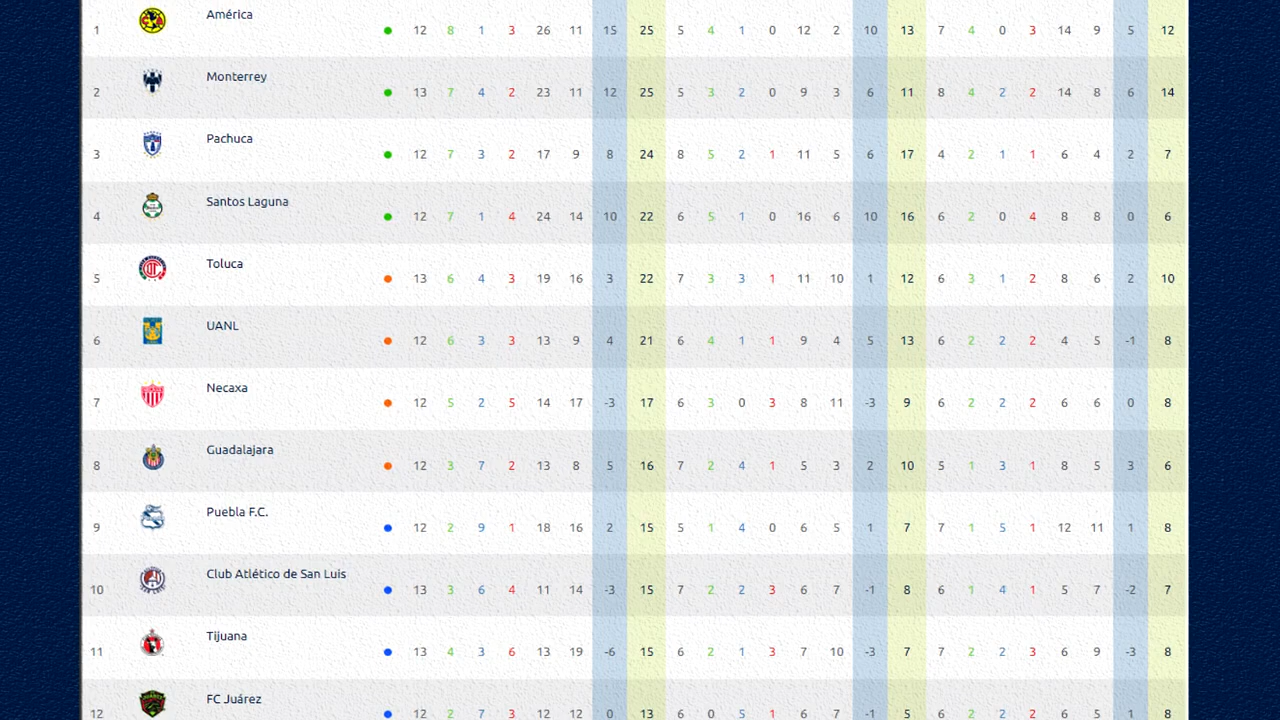 1 América 12 8 1 3 26 11 15 25 5 4 1 0 12 2 10 13 7 4 0 3 14 9 5 12
2 Monterrey 13 7 4 2 23 11 12 25 5 3 2 0 9 3 6 11 8 4 2 2 14 8 6 14
3 Pachuca 12 7 3 2 17 9 8 24 8 5 2 1 11 5 6 17 4 2 1 1 6 4 2 7
4 Santos Laguna 12 7 1 4 24 14 10 22 6 5 1 0 16 6 10 16 6 2 0 4 8 8 0 6
5 Toluca 13 6 4 3 19 16 3 22 7 3 3 1 11 10 1 12 6 3 1 2 8 6 2 10
6 UANL 12 6 3 3 13 9 4 21 6 4 1 1 9 4 5 13 6 2 2 2 4 5 -1 8
7 Necaxa 12 5 2 5 14 17 -3 17 6 3 0 3 8 11 -3 9 6 2 2 2 6 6 0 8
8 Guadalajara 12 3 7 2 13 8 5 16 7 2 4 1 5 3 2 10 5 1 3 1 8 5 3 6
9 Puebla F.C. 12 2 9 1 18 16 2 15 5 1 4 0 6 5 1 7 7 1 5 1 12 11 1 8
10 Club Atlético de San Luis 13 3 6 4 11 14 -3 15 7 2 2 3 6 7 -1 8 6 1 4 1 5 7 -2 7
11 Tijuana 13 4 3 6 13 19 -6 15 6 2 1 3 7 10 -3 7 7 2 2 3 6 9 -3 8
12 FC Juárez 12 2 7 3 12 12 0 13 6 0 5 1 6 7 -1 5 6 2 2 2 6 5 1 8